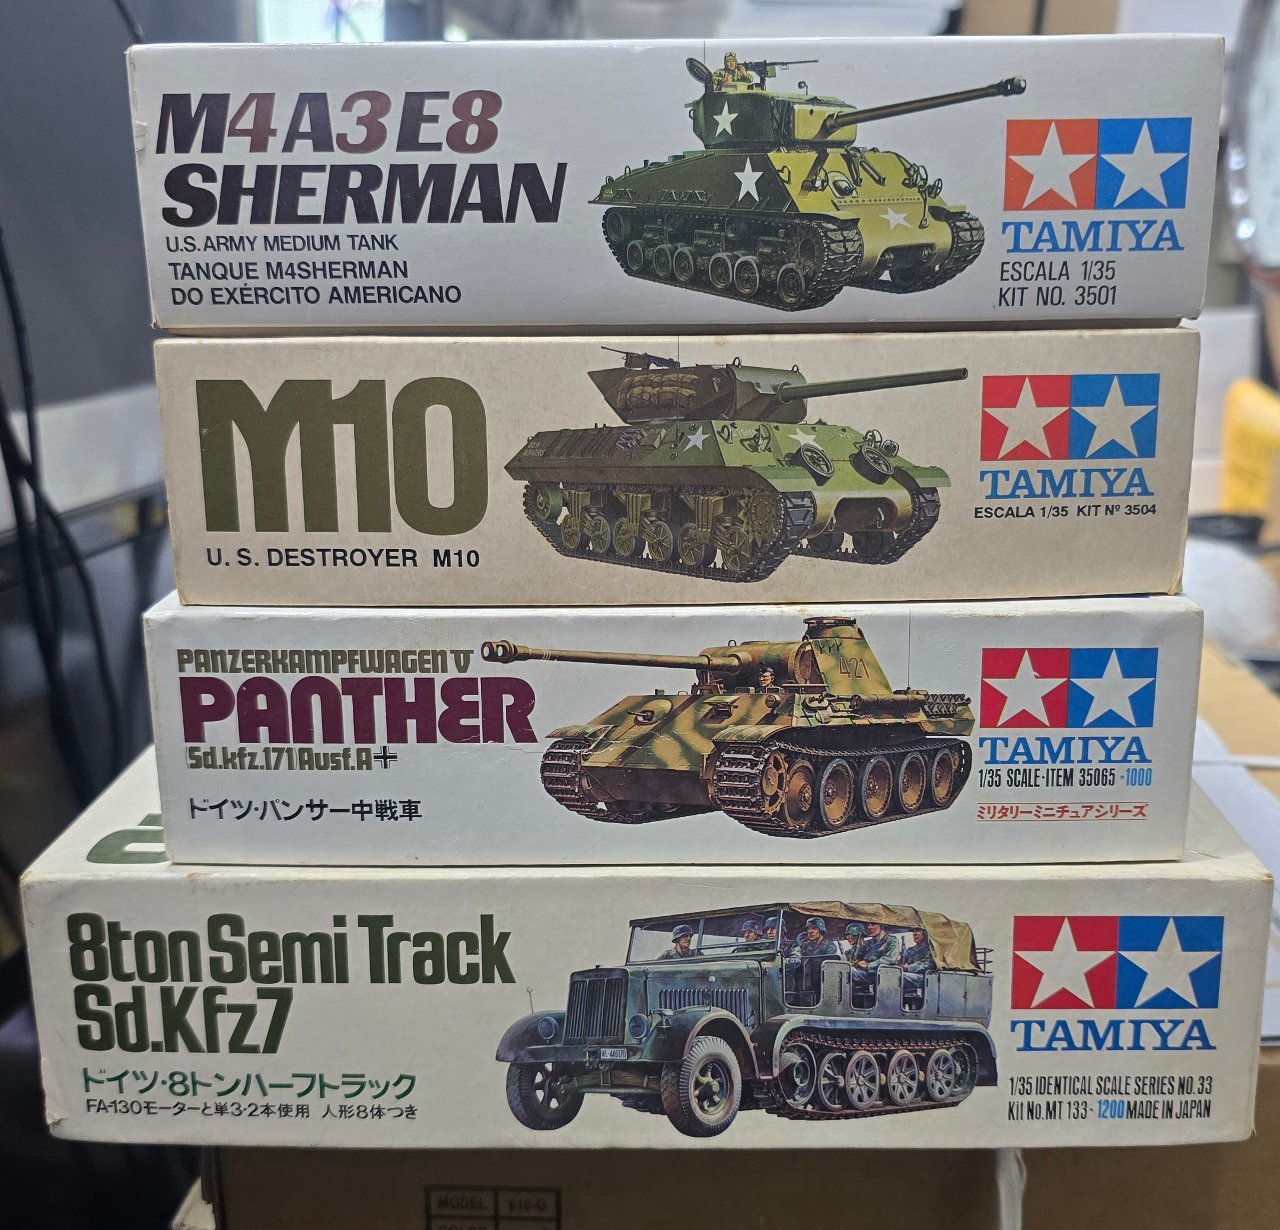 M4A3E8
SHERMAN
U.S. ARMY MEDIUM TANK
TANQUE M4SHERMAN
DO EXÉRCITO AMERICANO
TAMIYA
ESCALA 1/35
KIT NO. 3501
M10
U. S. DESTROYER M10
TAMIYA
ESCALA 1/35 KIT Nº 3504
PANZERKAMPFWAGEN V
PANTHER
Sd.kfz.171 Ausf.A
ドイツ・パンサー中戦車
421
TAMIYA
1/35 SCALE・ITEM 35065・1000
ミリタリーミニチュアシリーズ
8ton Semi Track
Sd.Kfz7
ドイツ・8トンハーフトラック
FA-130モーターと単3・2本使用 人形8体つき
TAMIYA
1/35 IDENTICAL SCALE SERIES NO.33
Kit No.MT 133・1200 MADE IN JAPAN
MODEL